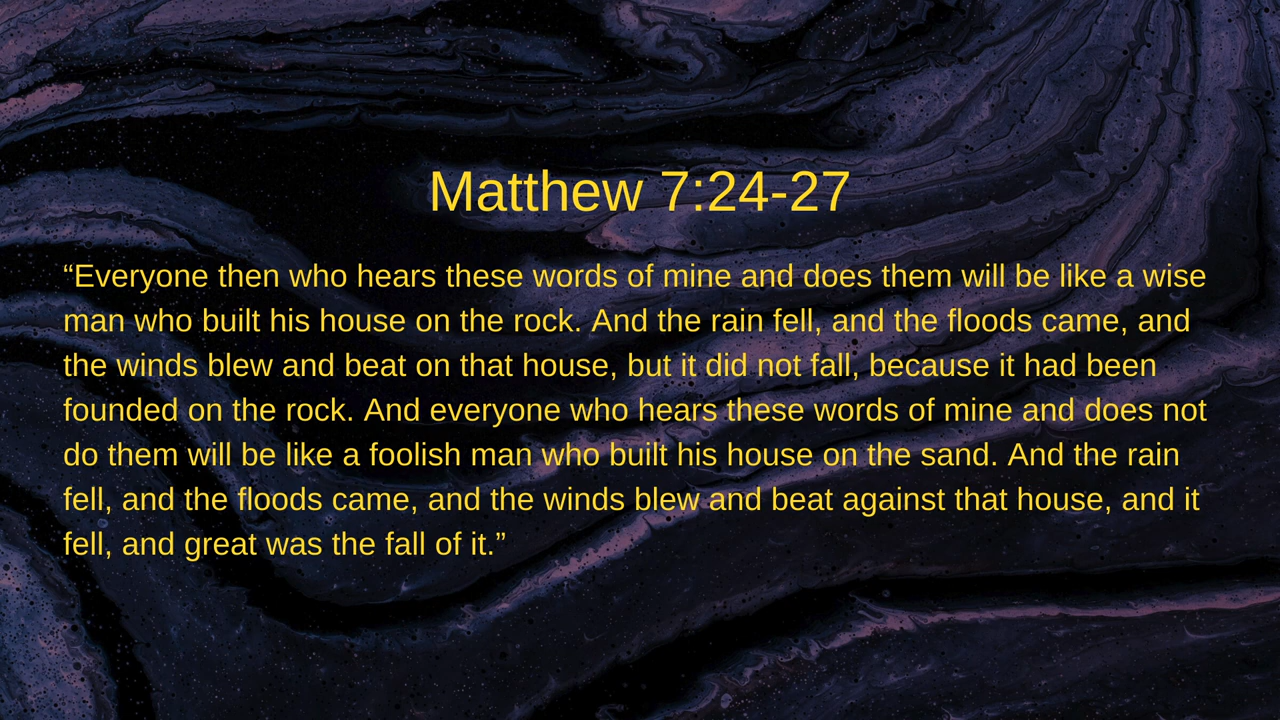 Matthew 7:24-27
“Everyone then who hears these words of mine and does them will be like a wise
man who built his house on the rock. And the rain fell, and the floods came, and
the winds blew and beat on that house, but it did not fall, because it had been
founded on the rock. And everyone who hears these words of mine and does not
do them will be like a foolish man who built his house on the sand. And the rain
fell, and the floods came, and the winds blew and beat against that house, and it
fell, and great was the fall of it.”